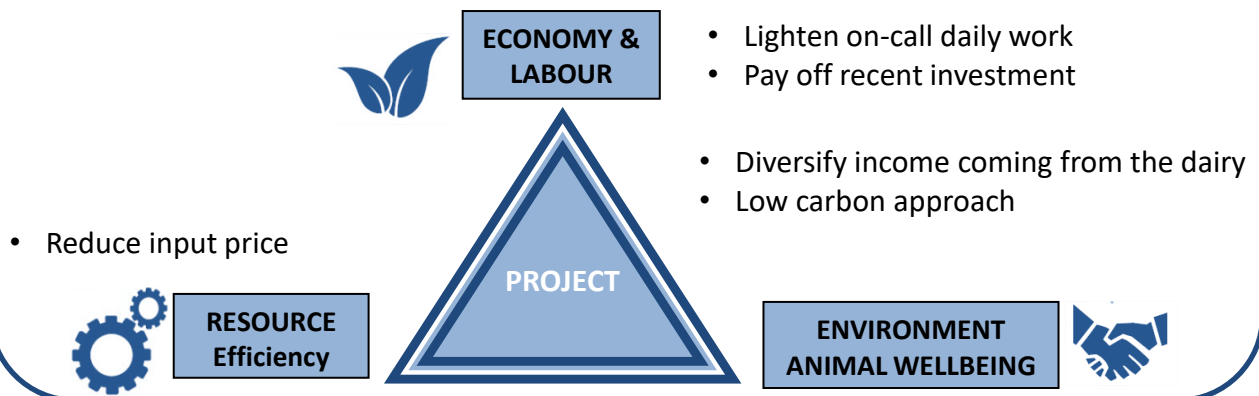 ECONOMY &
LABOUR
• Lighten on-call daily work
• Pay off recent investment
• Diversify income coming from the dairy
• Low carbon approach
• Reduce input price
PROJECT
RESOURCE
Efficiency
ENVIRONMENT
ANIMAL WELLBEING